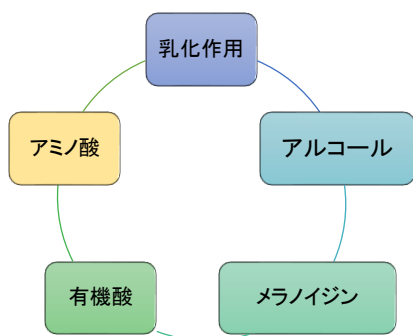 乳化作用
アミノ酸
アルコール
有機酸
メラノイジン